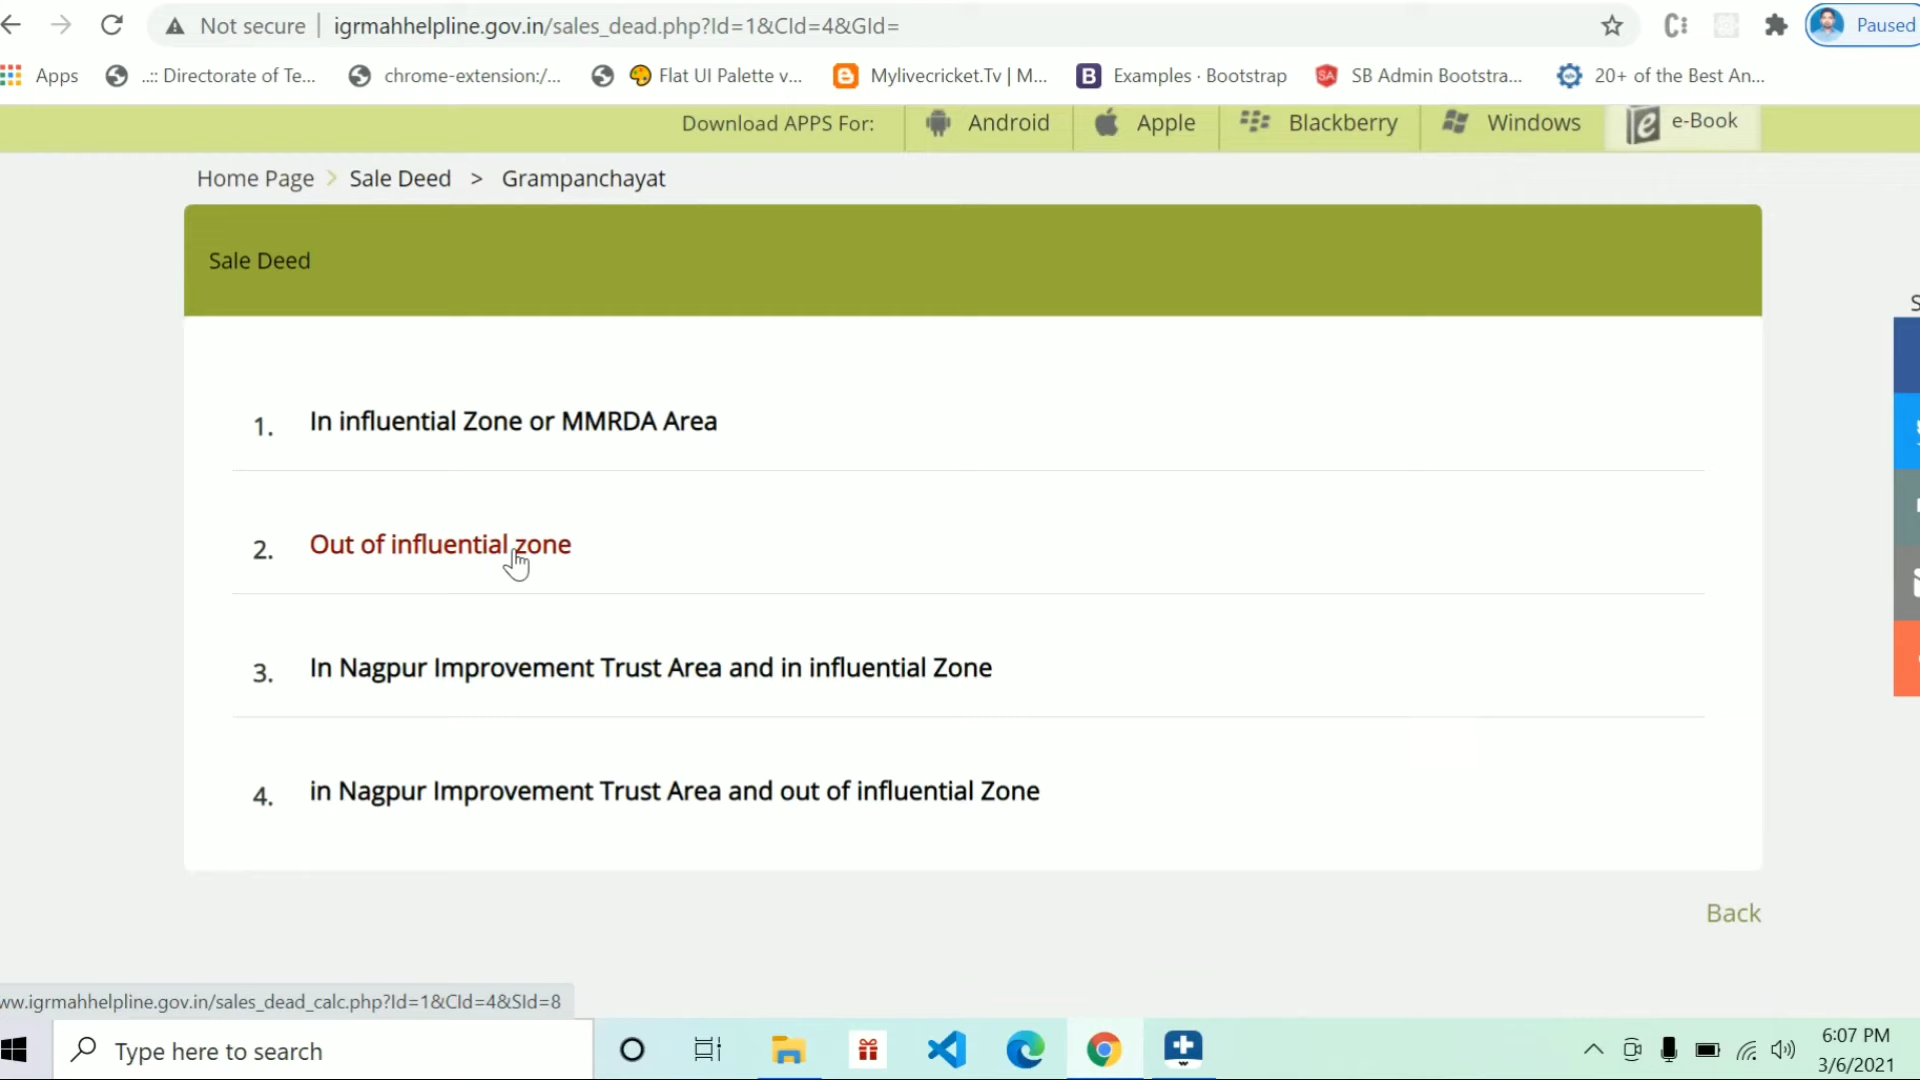 Not secure | igrmahhelpline.gov.in/sales_dead.php?Id=1&CId=4&GId=
Paused
Apps
..:: Directorate of Te...
chrome-extension:/...
Flat UI Palette v...
Mylivecricket.Tv | M...
Examples · Bootstrap
SB Admin Bootstra...
20+ of the Best An...
Download APPS For:
Android
Apple
Blackberry
Windows
e-Book
Home Page > Sale Deed > Grampanchayat
Sale Deed
1. In influential Zone or MMRDA Area
2. Out of influential zone
3. In Nagpur Improvement Trust Area and in influential Zone
4. in Nagpur Improvement Trust Area and out of influential Zone
Back
ww.igrmahhelpline.gov.in/sales_dead_calc.php?Id=1&CId=4&SId=8
Type here to search
6:07 PM
3/6/2021